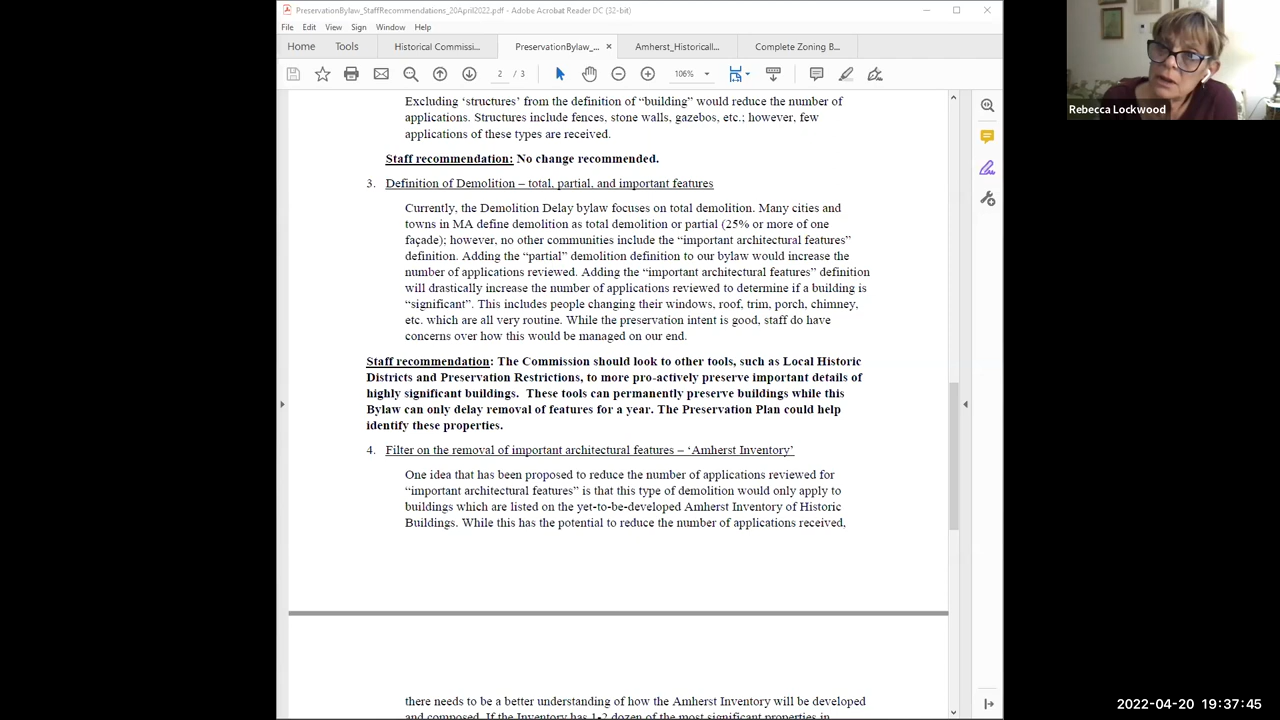 PreservationBylaw_StaffRecommendations_20April2022.pdf - Adobe Acrobat Reader DC (32-bit)
File Edit View Sign Window Help
Home Tools Historical Commissi... PreservationBylaw_... × Amherst_Historicall... Complete Zoning B...
2 / 3 106%
Excluding ‘structures’ from the definition of “building” would reduce the number of
applications. Structures include fences, stone walls, gazebos, etc.; however, few
applications of these types are received.
Staff recommendation: No change recommended.
3. Definition of Demolition – total, partial, and important features
Currently, the Demolition Delay bylaw focuses on total demolition. Many cities and
towns in MA define demolition as total demolition or partial (25% or more of one
façade); however, no other communities include the “important architectural features”
definition. Adding the “partial” demolition definition to our bylaw would increase the
number of applications reviewed. Adding the “important architectural features” definition
will drastically increase the number of applications reviewed to determine if a building is
“significant”. This includes people changing their windows, roof, trim, porch, chimney,
etc. which are all very routine. While the preservation intent is good, staff do have
concerns over how this would be managed on our end.
Staff recommendation: The Commission should look to other tools, such as Local Historic
Districts and Preservation Restrictions, to more pro-actively preserve important details of
highly significant buildings. These tools can permanently preserve buildings while this
Bylaw can only delay removal of features for a year. The Preservation Plan could help
identify these properties.
4. Filter on the removal of important architectural features – ‘Amherst Inventory’
One idea that has been proposed to reduce the number of applications reviewed for
“important architectural features” is that this type of demolition would only apply to
buildings which are listed on the yet-to-be-developed Amherst Inventory of Historic
Buildings. While this has the potential to reduce the number of applications received,
there needs to be a better understanding of how the Amherst Inventory will be developed
and composed. If the Inventory has 1-2 dozen of the most significant properties in
Rebecca Lockwood
2022-04-20 19:37:45